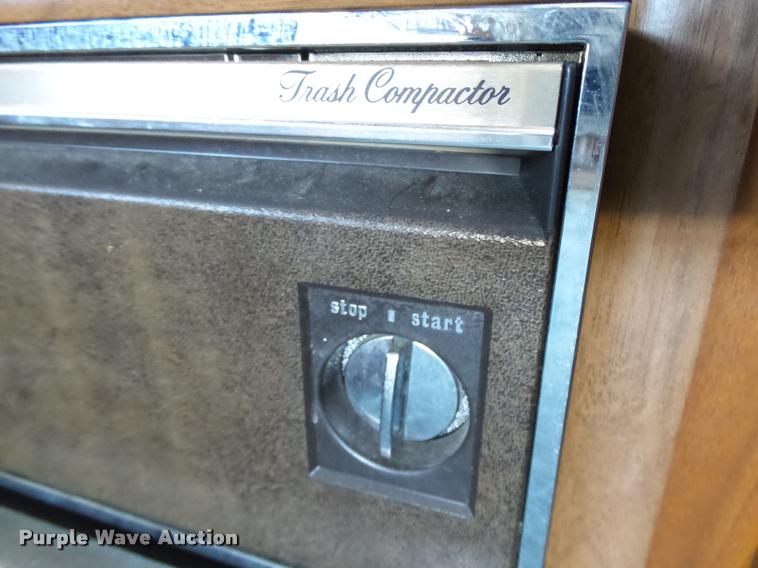 Trash Compactor
stop start
Purple Wave Auction